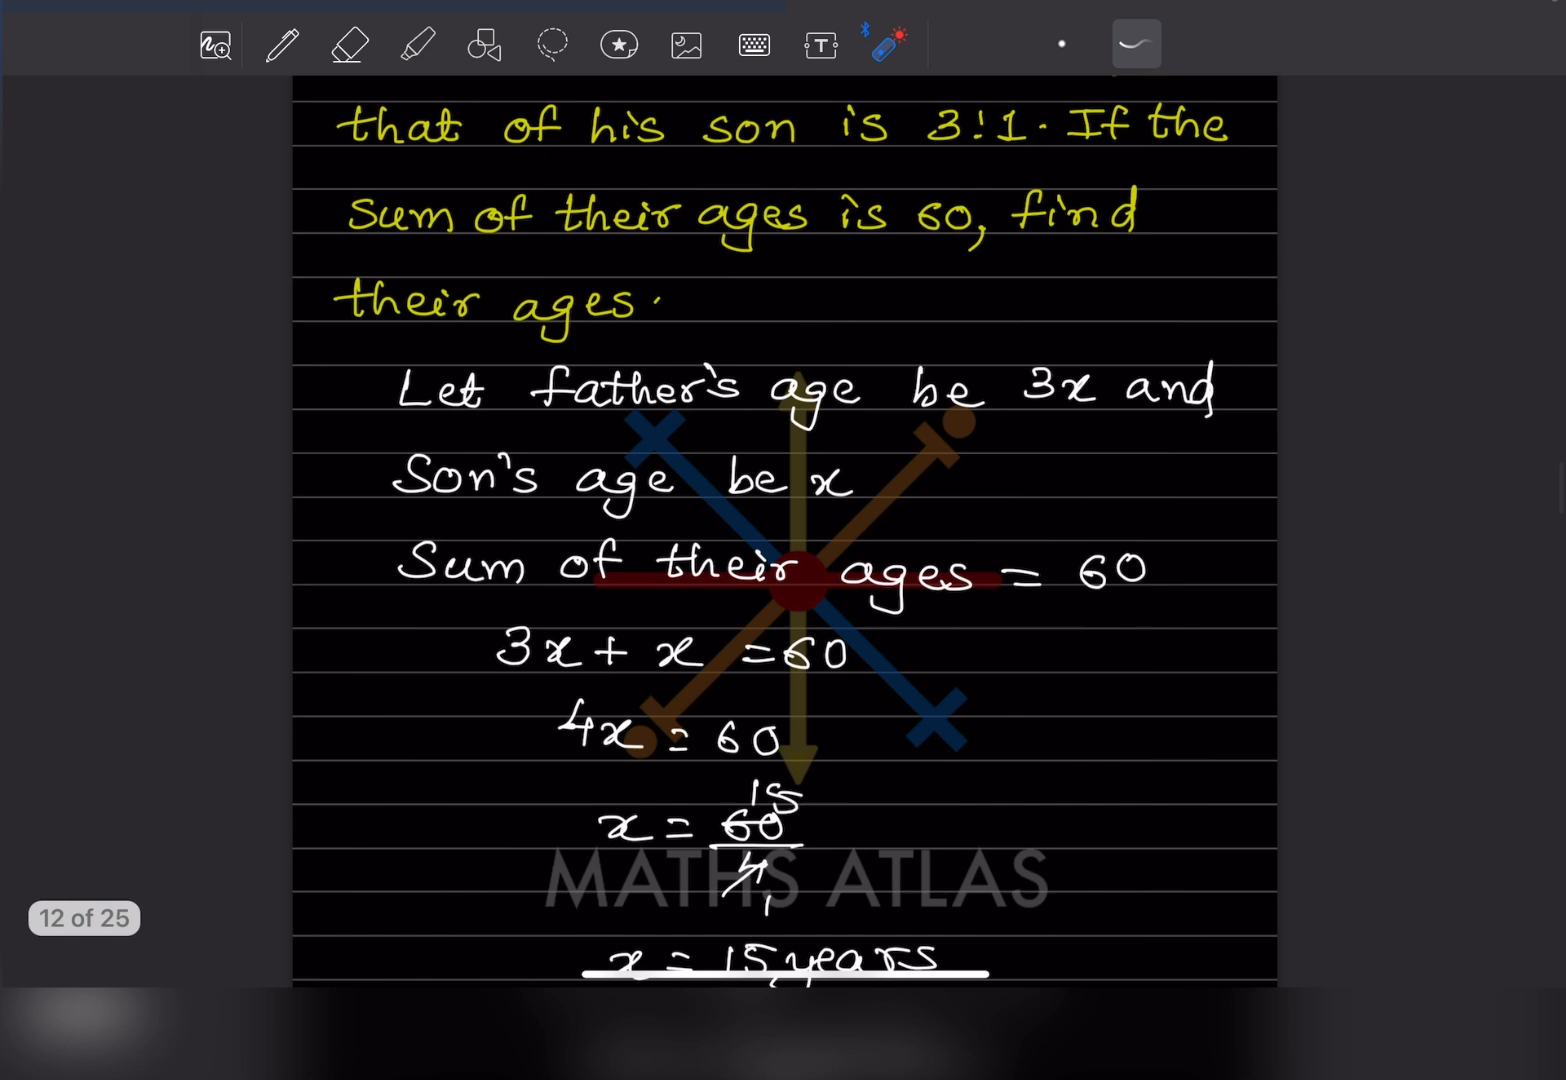 that of his son is 3:1. If the
sum of their ages is 60, find
their ages.
Let father's age be 3x and
Son's age be x
Sum of their ages = 60
3x + x = 60
4x = 60
15
x = 60
4
1
MATHS ATLAS
12 of 25
x = 15 years